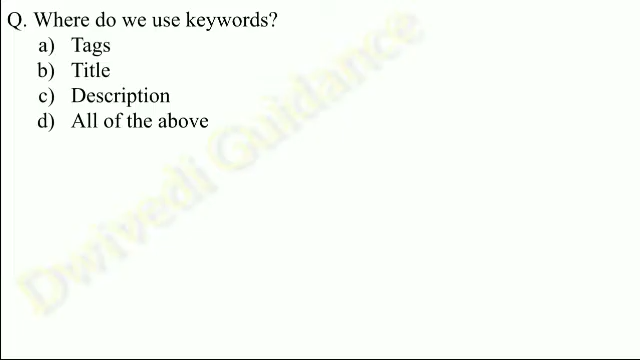 Q. Where do we use keywords?
a) Tags
b) Title
c) Description
d) All of the above
Dwivedi Guidance